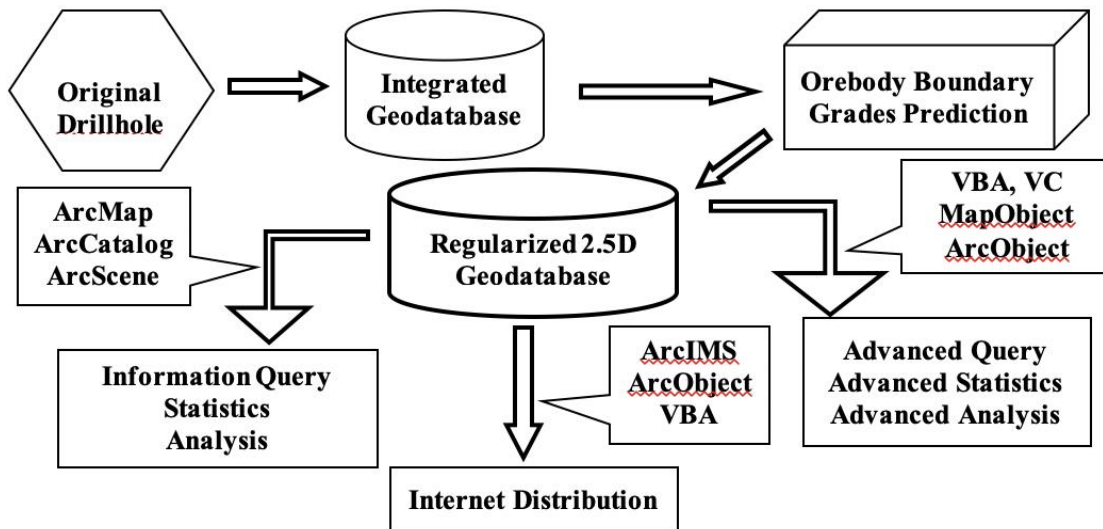 Original
Drillhole
Integrated
Geodatabase
Orebody Boundary
Grades Prediction
ArcMap
ArcCatalog
ArcScene
Regularized 2.5D
Geodatabase
VBA, VC
MapObject
ArcObject
Information Query
Statistics
Analysis
ArcIMS
ArcObject
VBA
Advanced Query
Advanced Statistics
Advanced Analysis
Internet Distribution